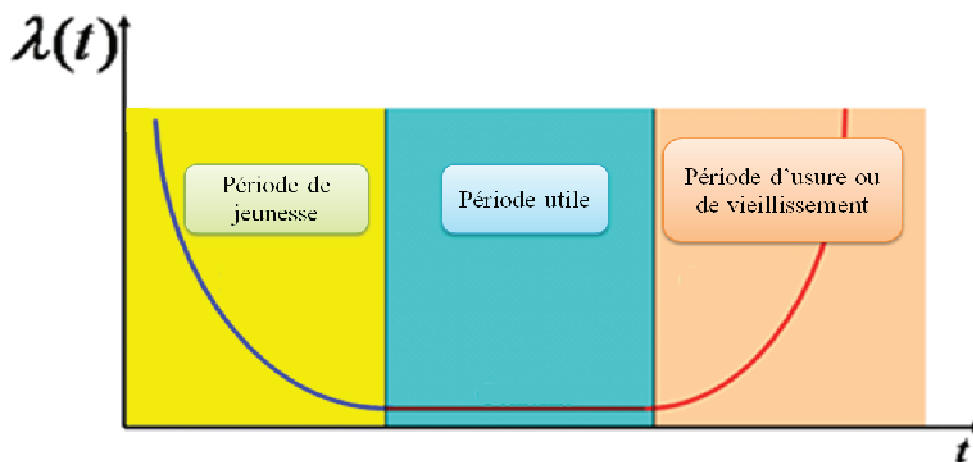 λ(t)
Période de
jeunesse
Période utile
Période d`usure ou
de vieillissement
t